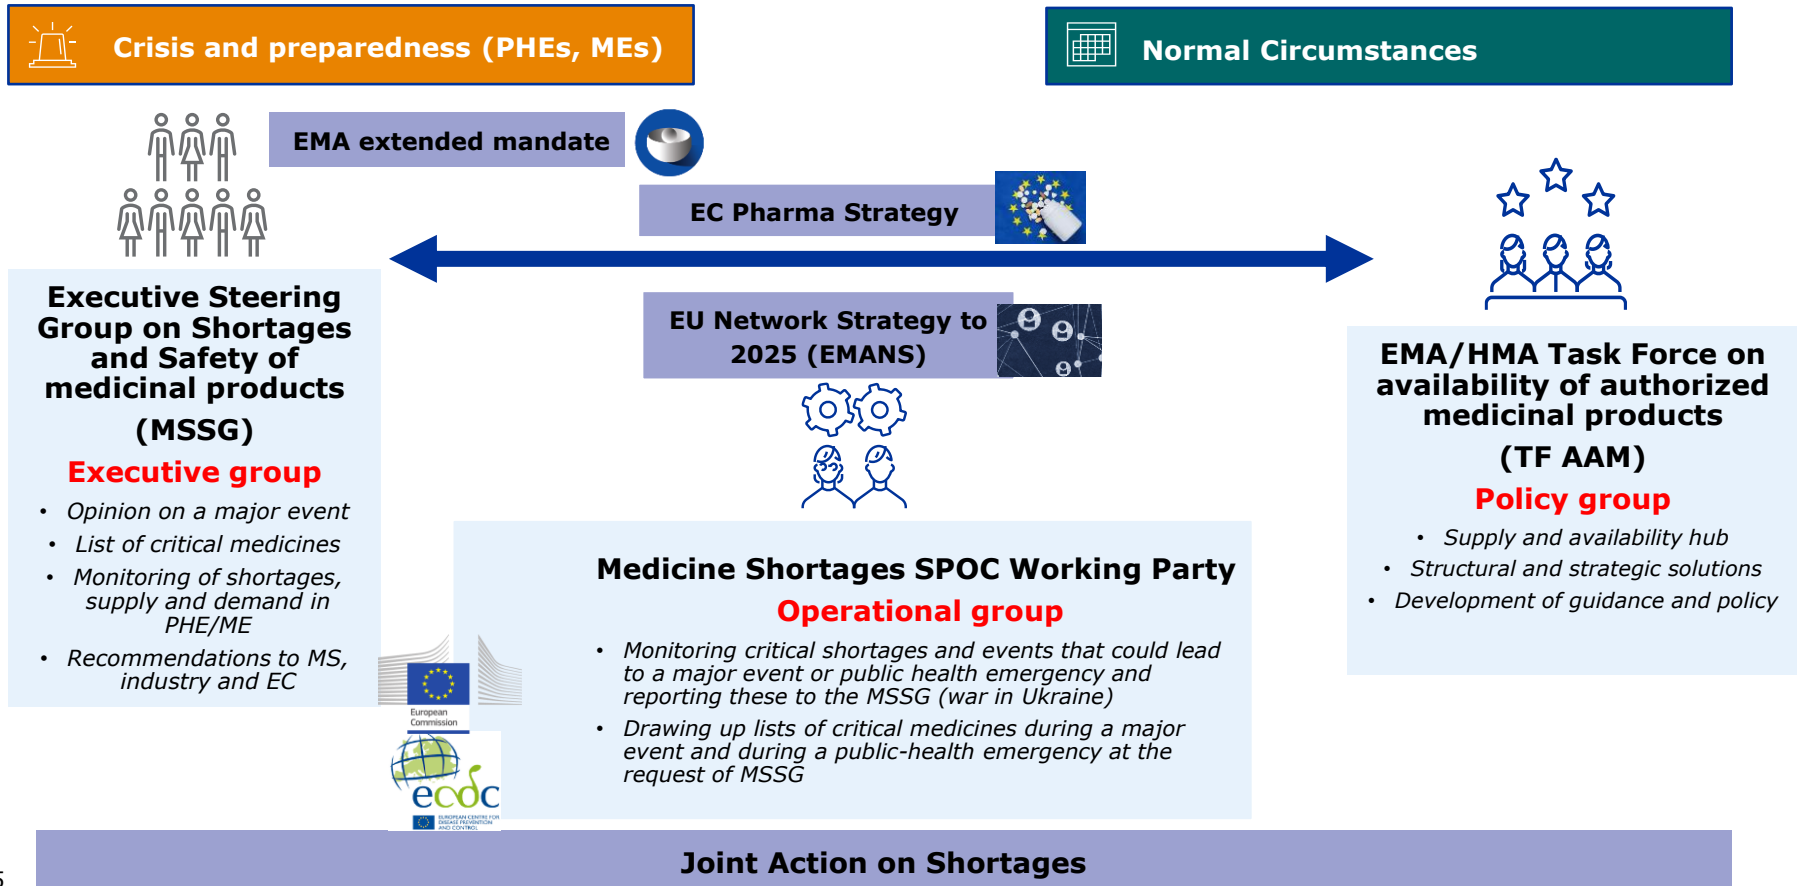 Crisis and preparedness (PHEs, MEs)
Normal Circumstances
EMA extended mandate
EC Pharma Strategy
EU Network Strategy to
2025 (EMANS)
Executive Steering
Group on Shortages
and Safety of
medicinal products
(MSSG)
Executive group
• Opinion on a major event
• List of critical medicines
• Monitoring of shortages,
supply and demand in
PHE/ME
• Recommendations to MS,
industry and EC
European
Commission
ecdc
EUROPEAN CENTRE FOR
DISEASE PREVENTION
AND CONTROL
Medicine Shortages SPOC Working Party
Operational group
• Monitoring critical shortages and events that could lead
to a major event or public health emergency and
reporting these to the MSSG (war in Ukraine)
• Drawing up lists of critical medicines during a major
event and during a public-health emergency at the
request of MSSG
EMA/HMA Task Force on
availability of authorized
medicinal products
(TF AAM)
Policy group
• Supply and availability hub
• Structural and strategic solutions
• Development of guidance and policy
Joint Action on Shortages